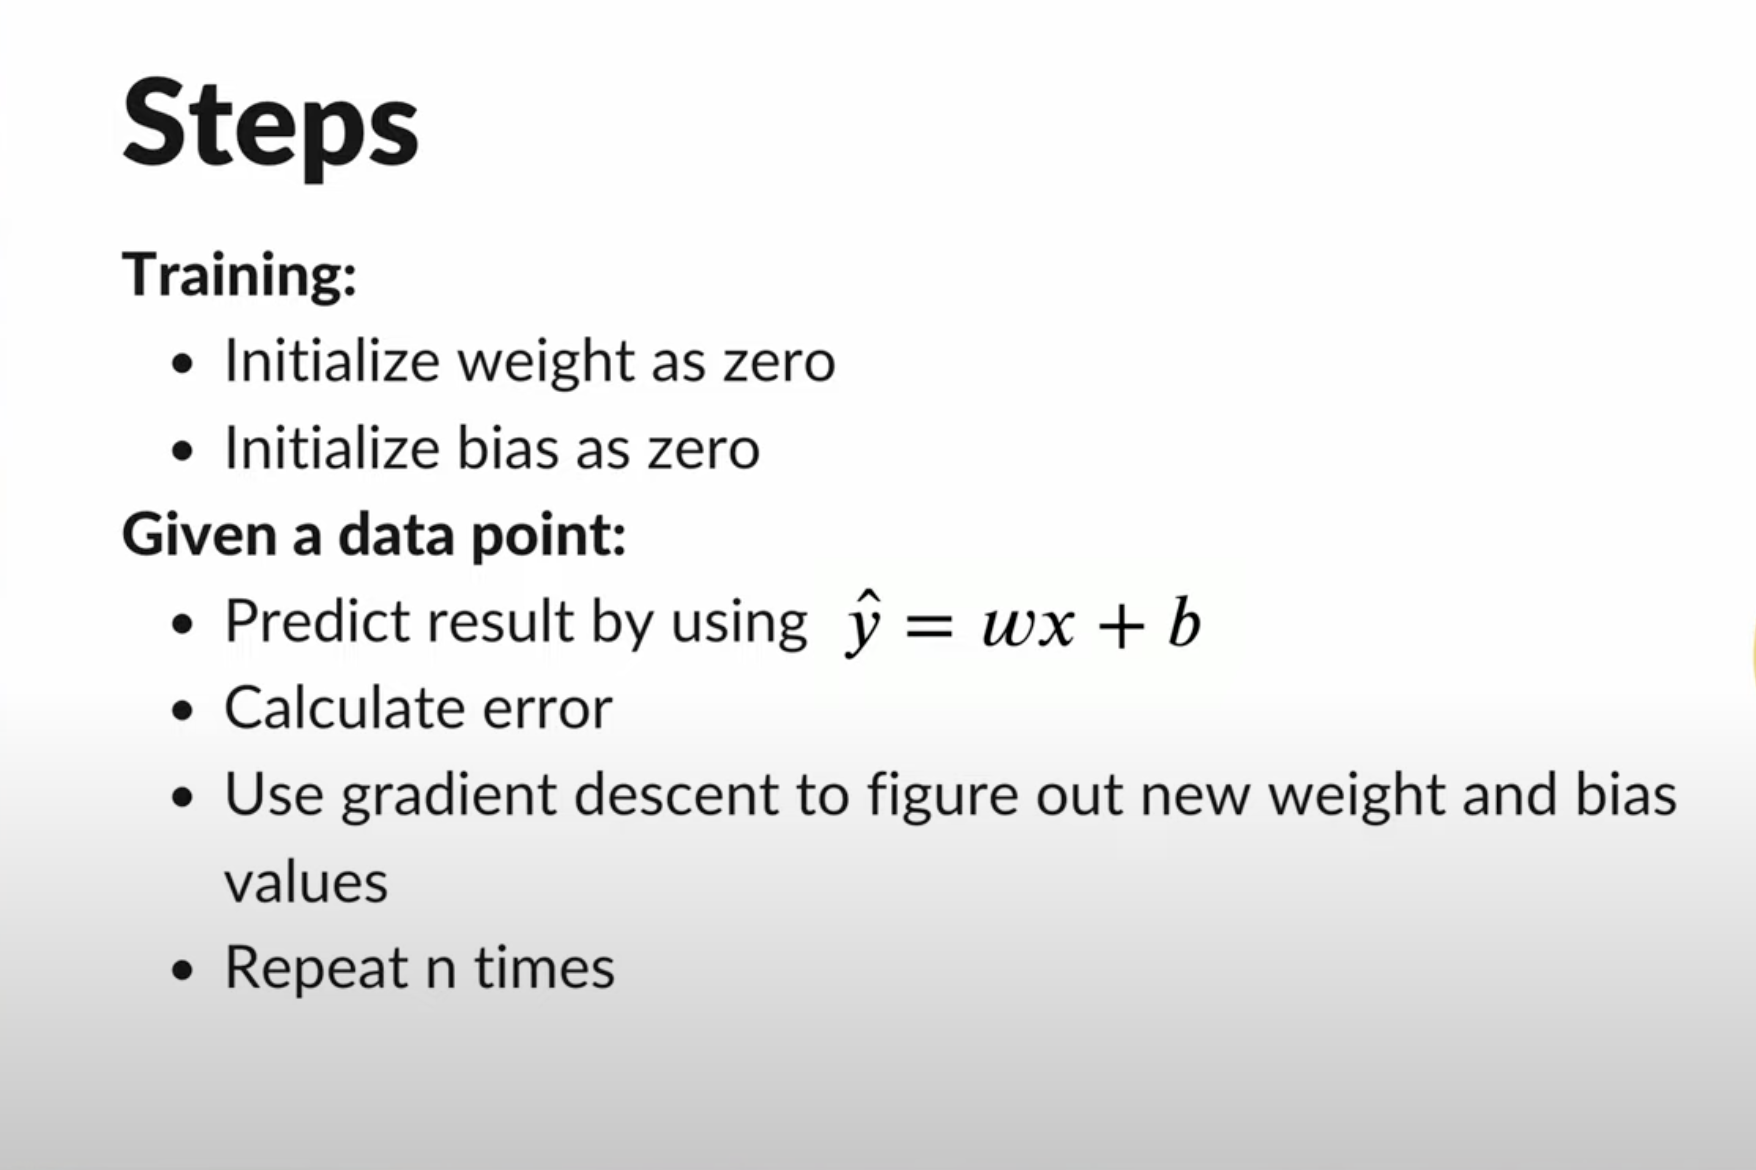 Steps
Training:
• Initialize weight as zero
• Initialize bias as zero
Given a data point:
• Predict result by using ŷ = wx + b
• Calculate error
• Use gradient descent to figure out new weight and bias
values
• Repeat n times